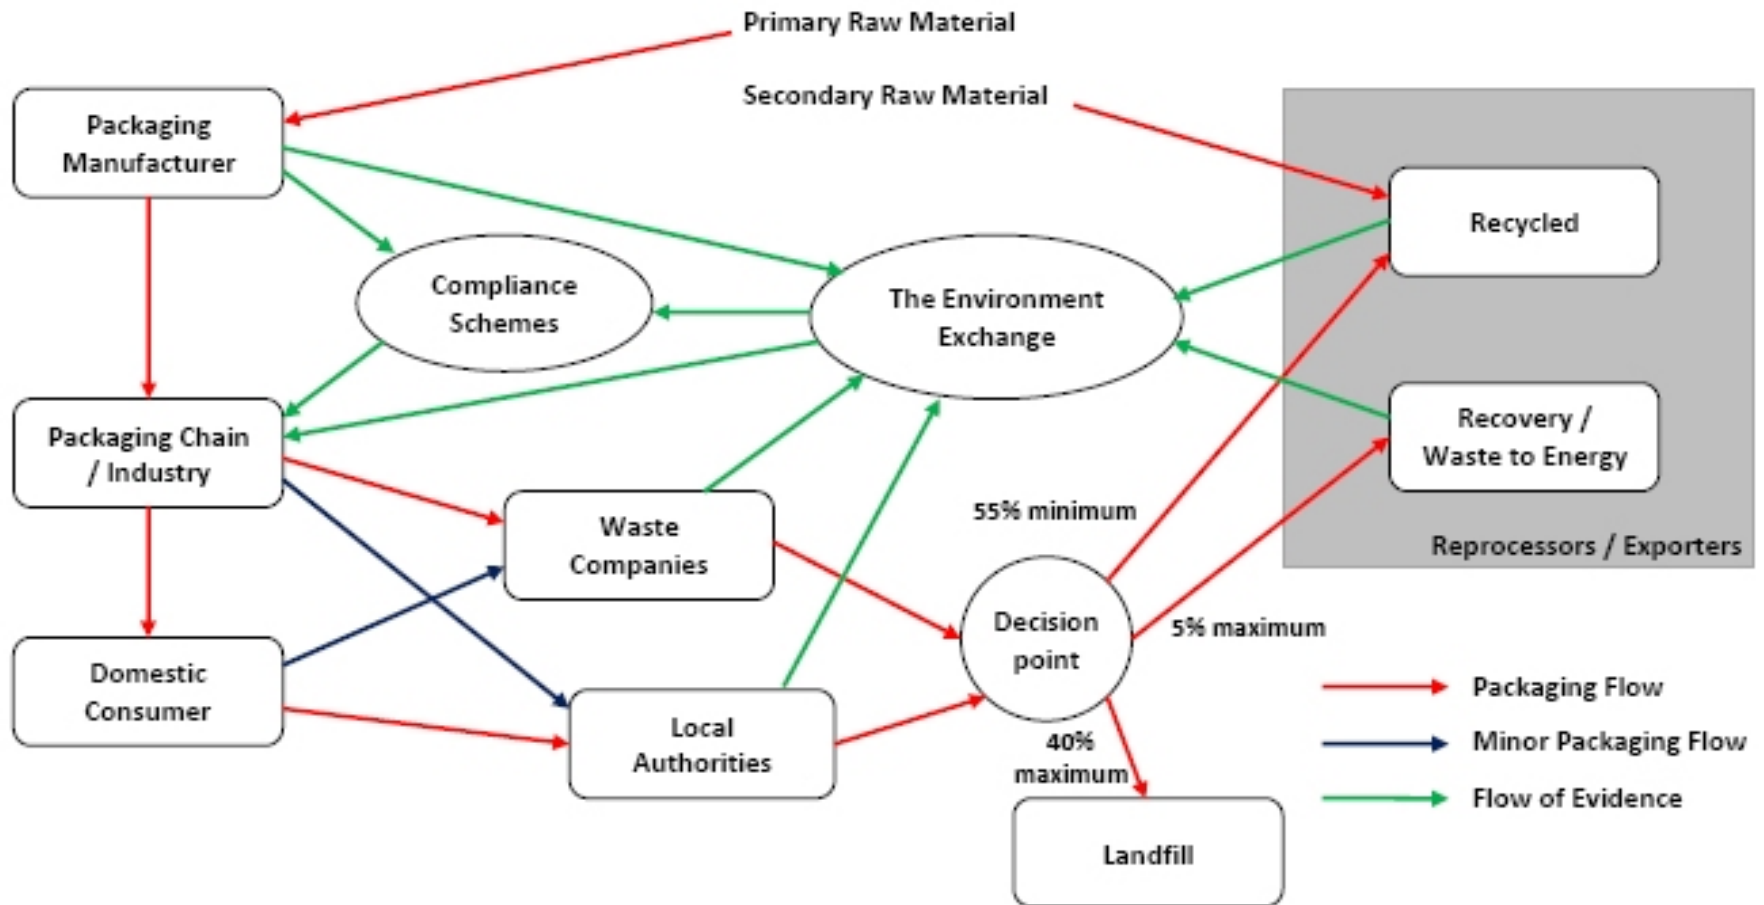 Primary Raw Material
Secondary Raw Material
Packaging
Manufacturer
Recycled
Compliance
Schemes
The Environment
Exchange
Packaging Chain
/ Industry
Recovery /
Waste to Energy
Waste
Companies
55% minimum
Reprocessors / Exporters
Decision
point
5% maximum
Domestic
Consumer
Local
Authorities
40%
maximum
Packaging Flow
Minor Packaging Flow
Flow of Evidence
Landfill